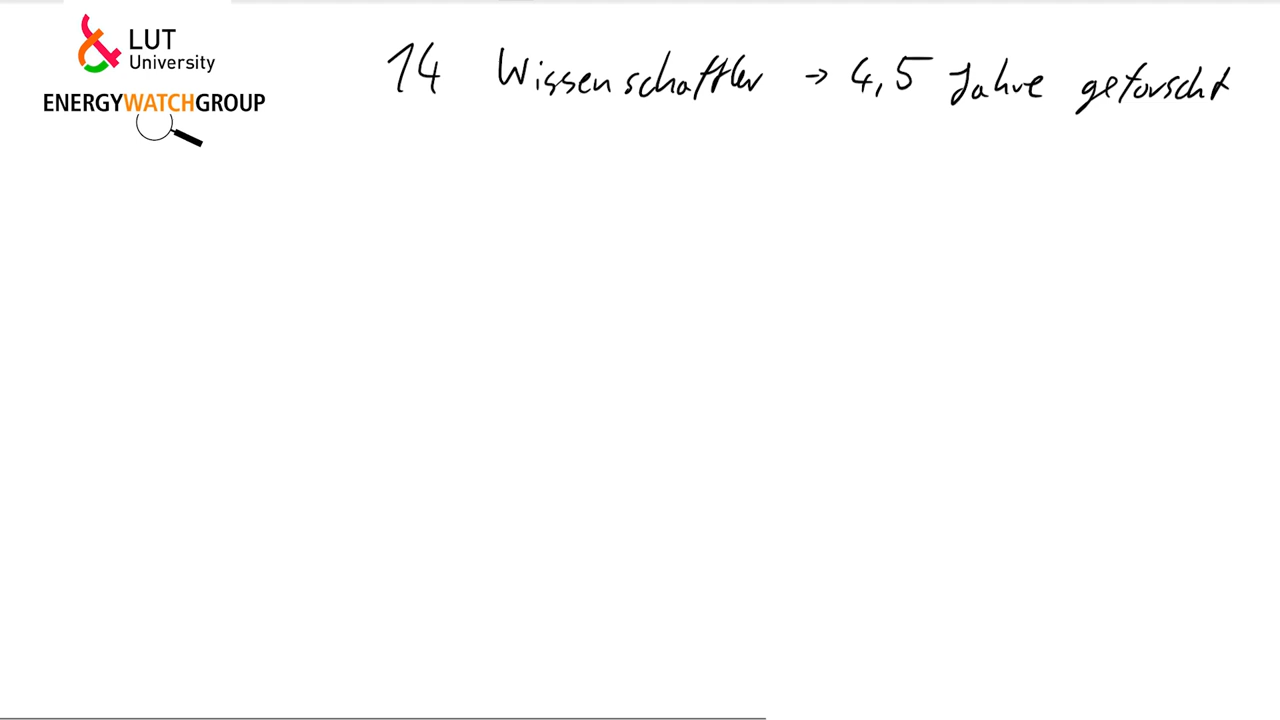 LUT
University
ENERGYWATCHGROUP
14 Wissenschaftler → 4,5 Jahre geforscht